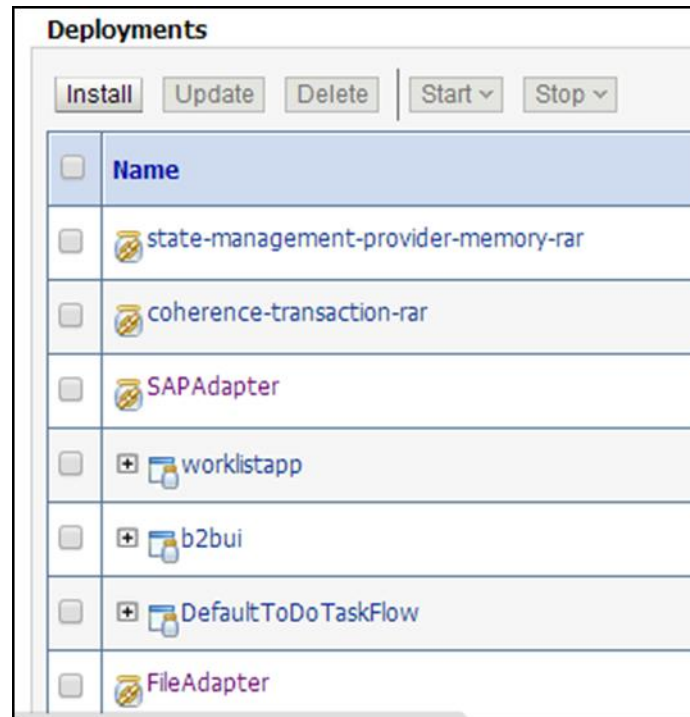 Deployments
Install Update Delete Start Stop
Name
state-management-provider-memory-rar
coherence-transaction-rar
SAPAdapter
worklistapp
b2bui
DefaultToDoTaskFlow
FileAdapter